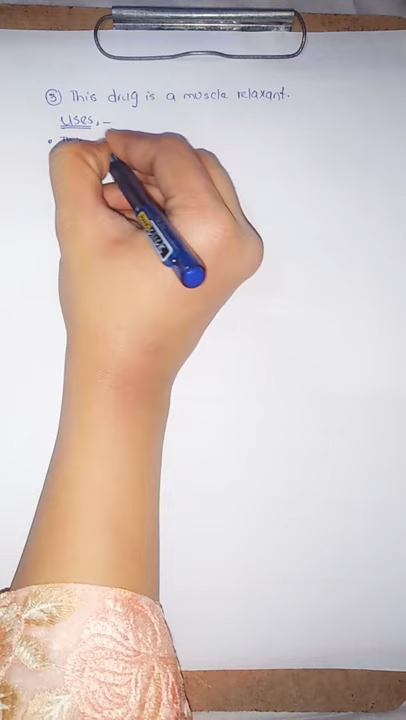 ③ This drug is a muscle relaxant.
Uses,-